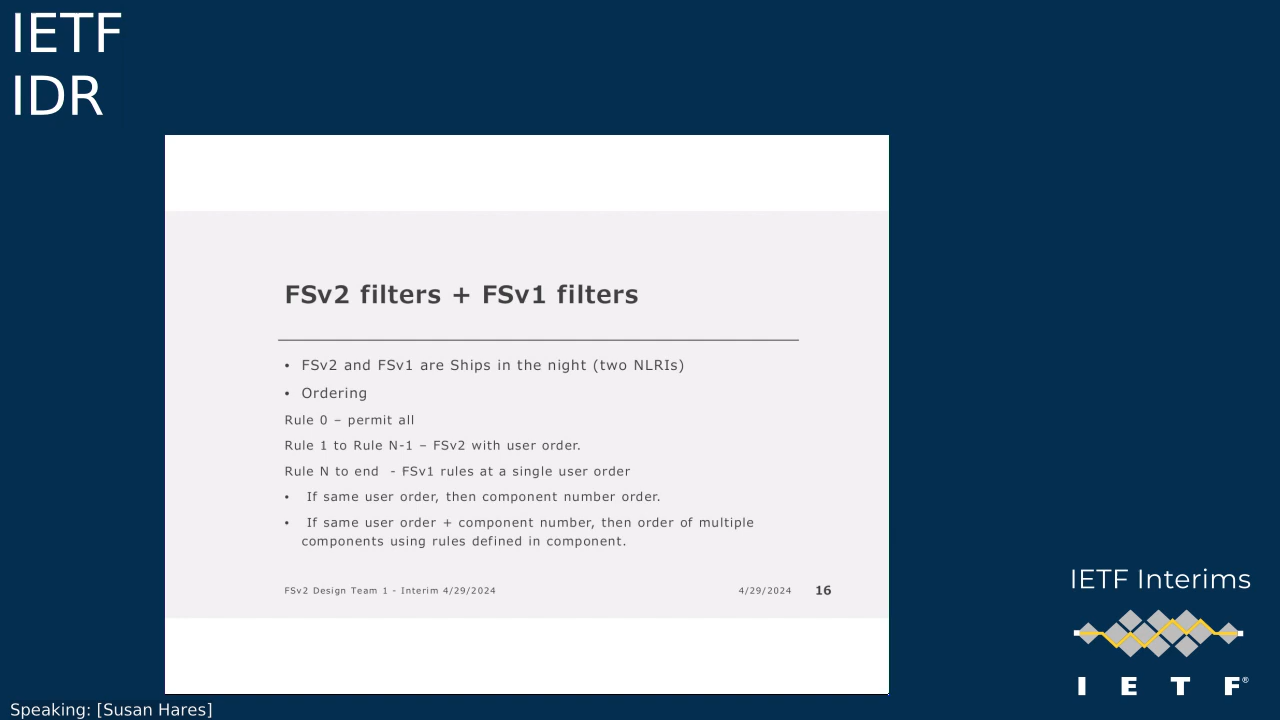 IETF
IDR
FSv2 filters + FSv1 filters
• FSv2 and FSv1 are Ships in the night (two NLRIs)
• Ordering
Rule 0 – permit all
Rule 1 to Rule N-1 – FSv2 with user order.
Rule N to end  - FSv1 rules at a single user order
• If same user order, then component number order.
• If same user order + component number, then order of multiple
components using rules defined in component.
FSv2 Design Team 1 - Interim 4/29/2024
4/29/2024 16
IETF Interims
I E T F®
Speaking: [Susan Hares]